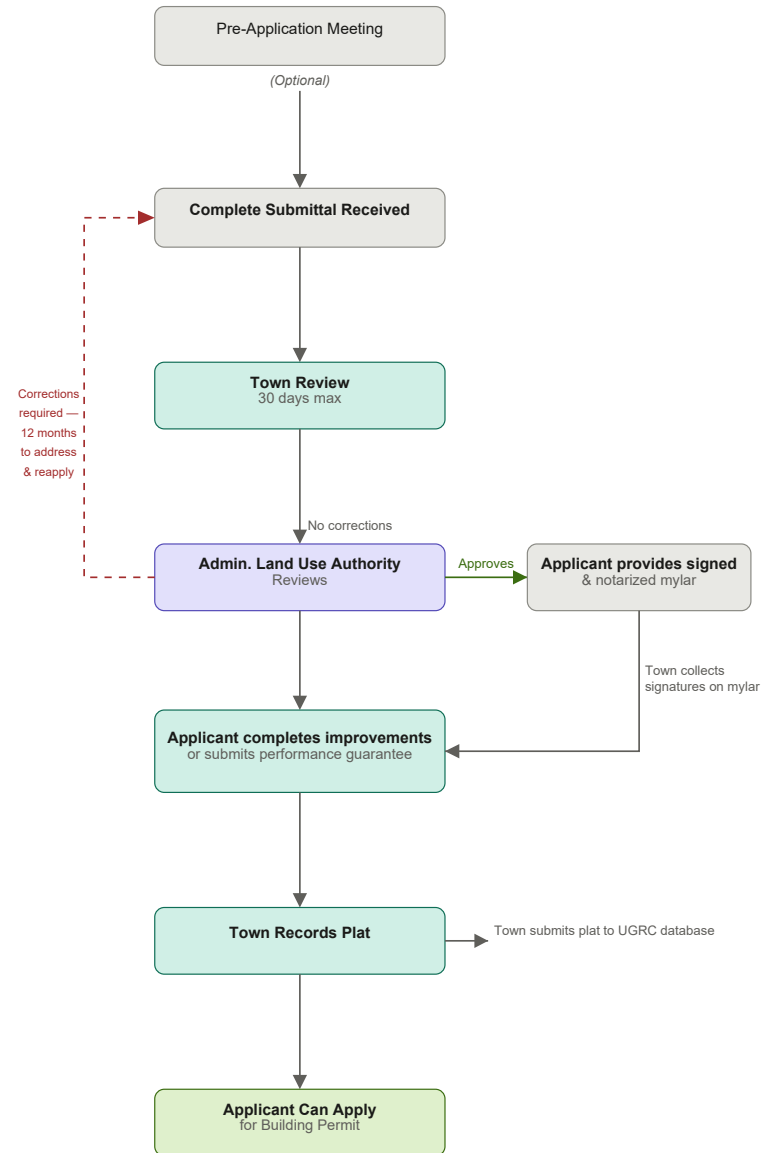 Pre-Application Meeting
(Optional)
Complete Submittal Received
Town Review
30 days max
Corrections
required —
12 months
to address
& reapply
No corrections
Admin. Land Use Authority
Reviews
Approves
Applicant provides signed
& notarized mylar
Town collects
signatures on mylar
Applicant completes improvements
or submits performance guarantee
Town Records Plat
Town submits plat to UGRC database
Applicant Can Apply
for Building Permit